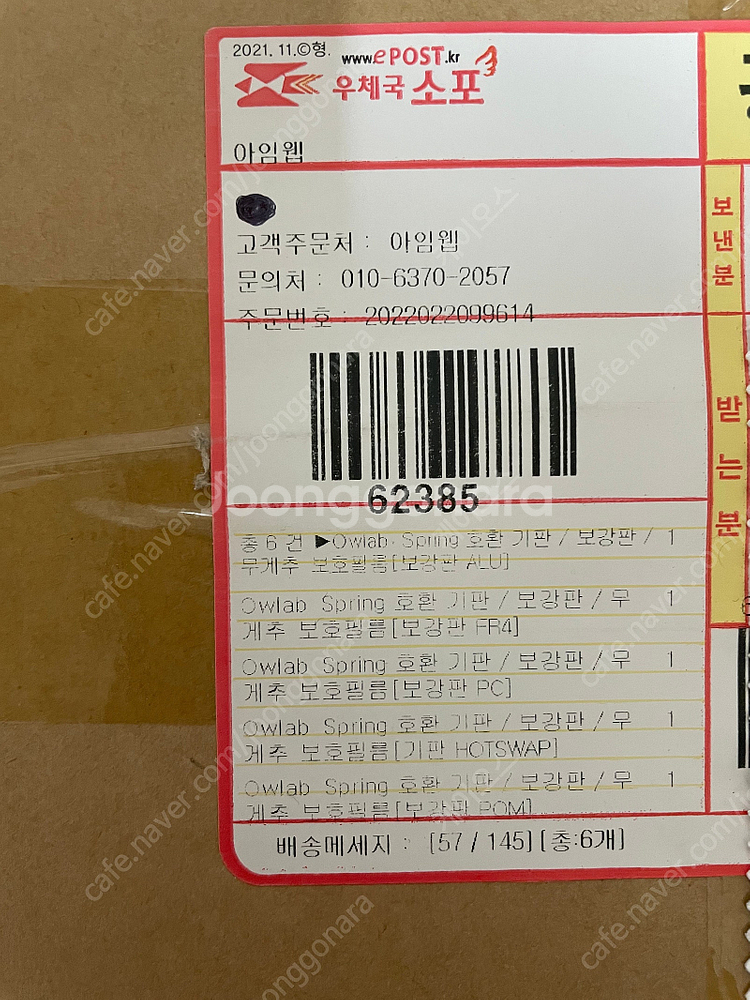 2021. 11.©형.
www.ePOST.kr
우체국 소포
아임웹
고객주문처 : 아임웹
문의처 : 010-6370-2057
주문번호 : 2022022099614
62385
총 6 건 ▶Owlab Spring 호환 기판 / 보강판 / 1
무게추 보호필름[보강판 ALU]
Owlab Spring 호환 기판 / 보강판 / 무 1
게추 보호필름[보강판 FR4]
Owlab Spring 호환 기판 / 보강판 / 무 1
게추 보호필름[보강판 PC]
Owlab Spring 호환 기판 / 보강판 / 무 1
게추 보호필름[기판 HOTSWAP]
Owlab Spring 호환 기판 / 보강판 / 무 1
게추 보호필름[보강판 POM]
배송메세지 : [57 / 145][총:6개]
보낸분
받는분
Joonggonara
cafe.naver.com/joonggonara